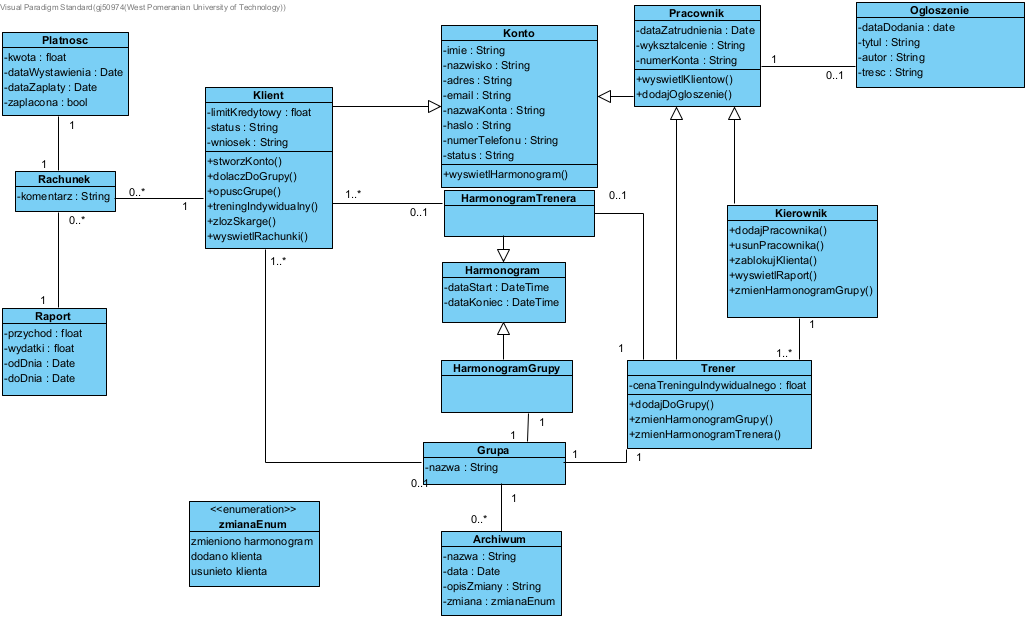 Visual Paradigm Standard(gj50974(West Pomeranian University of Technology))
Platnosc
-kwota : float
-dataWystawienia : Date
-dataZaplaty : Date
-zaplacona : bool
1
1
Rachunek
-komentarz : String
0..*
1
0..*
1
Raport
-przychod : float
-wydatki : float
-odDnia : Date
-doDnia : Date
Klient
-limitKredytowy : float
-status : String
-wniosek : String
+stworzKonto()
+dolaczDoGrupy()
+opuscGrupe()
+treningIndywidualny()
+zlozSkarge()
+wyswietlRachunki()
1..*
0..1
1..*
0..1
Konto
-imie : String
-nazwisko : String
-adres : String
-email : String
-nazwaKonta : String
-haslo : String
-numerTelefonu : String
-status : String
+wyswietlHarmonogram()
HarmonogramTrenera
0..1
1
Harmonogram
-dataStart : DateTime
-dataKoniec : DateTime
HarmonogramGrupy
1
1
Grupa
-nazwa : String
1
1
1
0..*
Archiwum
-nazwa : String
-data : Date
-opisZmiany : String
-zmiana : zmianaEnum
<<enumeration>>
zmianaEnum
zmieniono harmonogram
dodano klienta
usunieto klienta
Pracownik
-dataZatrudnienia : Date
-wyksztalcenie : String
-numerKonta : String
+wyswietlKlientow()
+dodajOgloszenie()
1
0..1
Ogloszenie
-dataDodania : date
-tytul : String
-autor : String
-tresc : String
Kierownik
+dodajPracownika()
+usunPracownika()
+zablokujKlienta()
+wyswietlRaport()
+zmienHarmonogramGrupy()
1
1..*
Trener
-cenaTreninguIndywidualnego : float
+dodajDoGrupy()
+zmienHarmonogramGrupy()
+zmienHarmonogramTrenera()